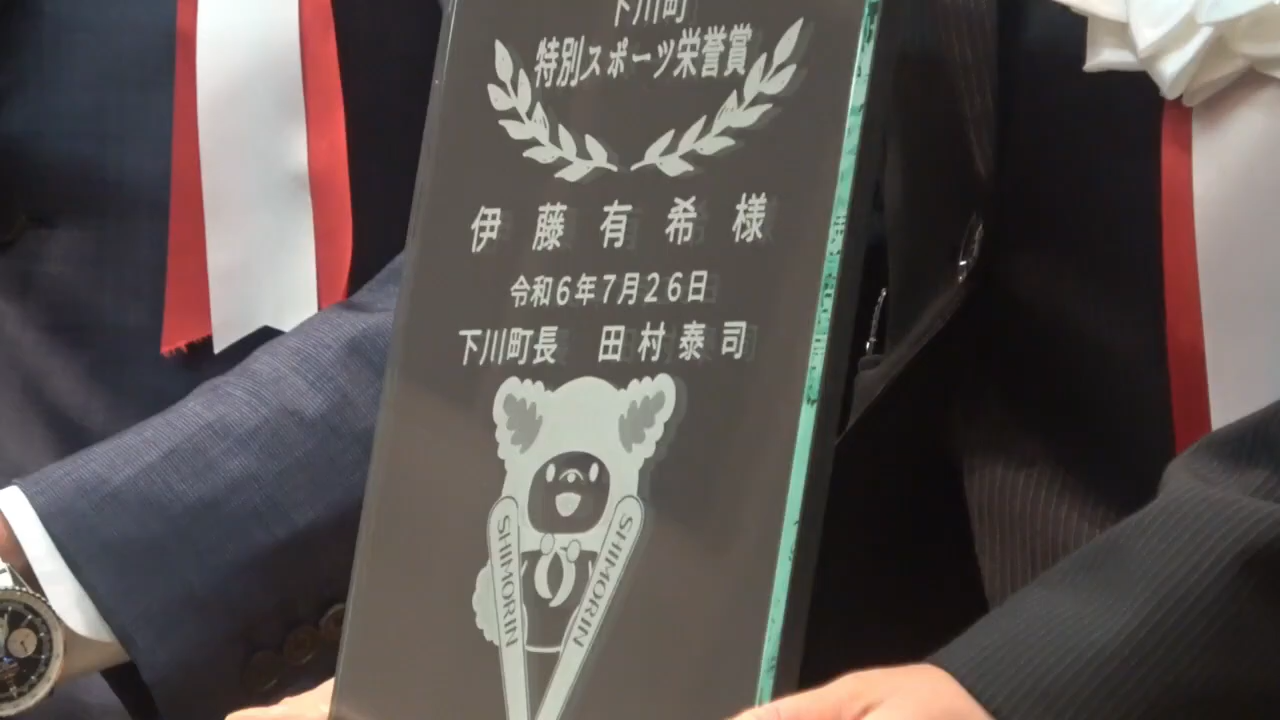 下川町
特別スポーツ栄誉賞
伊藤有希様
令和6年7月26日
下川町長　田村泰司
SHIMORIN
SHIMORIN